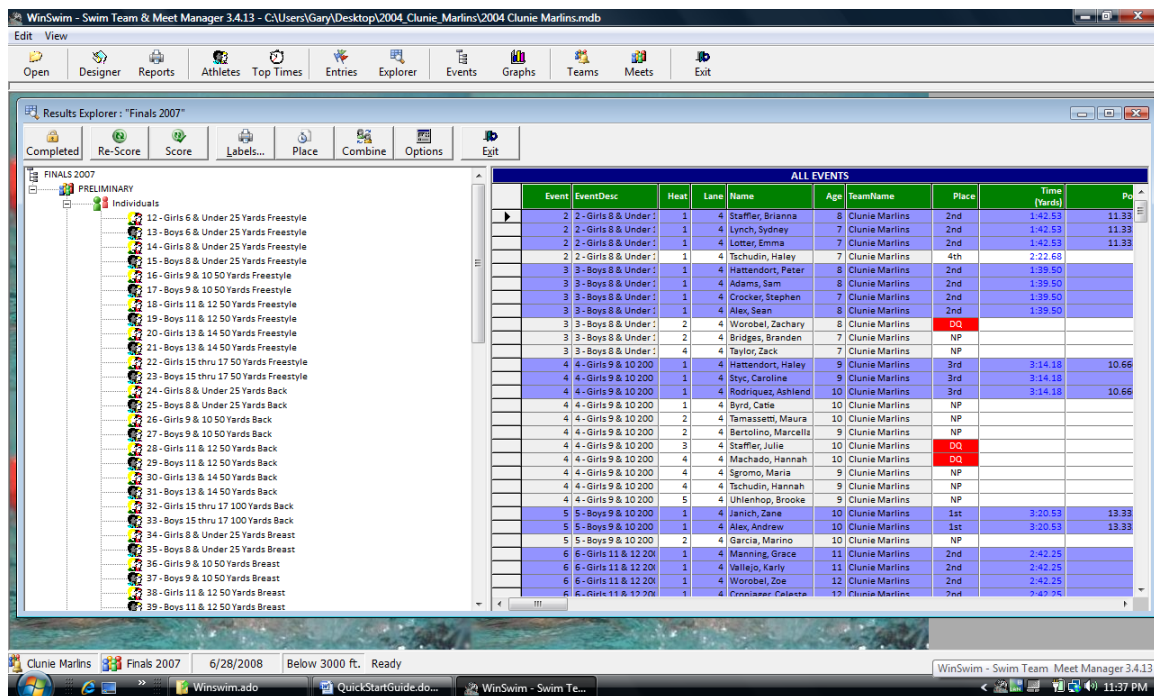 WinSwim - Swim Team & Meet Manager 3.4.13 - C:\Users\Gary\Desktop\2004_Clunie_Marlins\2004 Clunie Marlins.mdb
Edit View
Open Designer Reports Athletes Top Times Entries Explorer Events Graphs Teams Meets Exit
Results Explorer : "Finals 2007"
Completed Re-Score Score Labels... Place Combine Options Exit
FINALS 2007
PRELIMINARY
Individuals
12 - Girls 6 & Under 25 Yards Freestyle
13 - Boys 6 & Under 25 Yards Freestyle
14 - Girls 8 & Under 25 Yards Freestyle
15 - Boys 8 & Under 25 Yards Freestyle
16 - Girls 9 & 10 50 Yards Freestyle
17 - Boys 9 & 10 50 Yards Freestyle
18 - Girls 11 & 12 50 Yards Freestyle
19 - Boys 11 & 12 50 Yards Freestyle
20 - Girls 13 & 14 50 Yards Freestyle
21 - Boys 13 & 14 50 Yards Freestyle
22 - Girls 15 thru 17 50 Yards Freestyle
23 - Boys 15 thru 17 50 Yards Freestyle
24 - Girls 8 & Under 25 Yards Back
25 - Boys 8 & Under 25 Yards Back
26 - Girls 9 & 10 50 Yards Back
27 - Boys 9 & 10 50 Yards Back
28 - Girls 11 & 12 50 Yards Back
29 - Boys 11 & 12 50 Yards Back
30 - Girls 13 & 14 50 Yards Back
31 - Boys 13 & 14 50 Yards Back
32 - Girls 15 thru 17 100 Yards Back
33 - Boys 15 thru 17 100 Yards Back
34 - Girls 8 & Under 25 Yards Breast
35 - Boys 8 & Under 25 Yards Breast
36 - Girls 9 & 10 50 Yards Breast
37 - Boys 9 & 10 50 Yards Breast
38 - Girls 11 & 12 50 Yards Breast
39 - Boys 11 & 12 50 Yards Breast
ALL EVENTS
Event EventDesc Heat Lane Name Age TeamName Place Time (Yards) Po
2 2 - Girls 8 & Under 1 4 Staffler, Brianna 8 Clunie Marlins 2nd 1:42.53 11.33
2 2 - Girls 8 & Under 1 4 Lynch, Sydney 7 Clunie Marlins 2nd 1:42.53 11.33
2 2 - Girls 8 & Under 1 4 Lotter, Emma 7 Clunie Marlins 2nd 1:42.53 11.33
2 2 - Girls 8 & Under 1 4 Tschudin, Haley 7 Clunie Marlins 4th 2:22.68
3 3 - Boys 8 & Under 1 4 Hattendort, Peter 8 Clunie Marlins 2nd 1:39.50
3 3 - Boys 8 & Under 1 4 Adams, Sam 8 Clunie Marlins 2nd 1:39.50
3 3 - Boys 8 & Under 1 4 Crocker, Stephen 7 Clunie Marlins 2nd 1:39.50
3 3 - Boys 8 & Under 1 4 Alex, Sean 8 Clunie Marlins 2nd 1:39.50
3 3 - Boys 8 & Under 2 4 Worobel, Zachary 8 Clunie Marlins DQ
3 3 - Boys 8 & Under 2 4 Bridges, Branden 7 Clunie Marlins NP
3 3 - Boys 8 & Under 4 4 Taylor, Zack 7 Clunie Marlins NP
4 4 - Girls 9 & 10 200 1 4 Hattendort, Haley 9 Clunie Marlins 3rd 3:14.18 10.66
4 4 - Girls 9 & 10 200 1 4 Styc, Caroline 9 Clunie Marlins 3rd 3:14.18
4 4 - Girls 9 & 10 200 1 4 Rodriquez, Ashlend 10 Clunie Marlins 3rd 3:14.18 10.66
4 4 - Girls 9 & 10 200 1 4 Byrd, Catie 10 Clunie Marlins NP
4 4 - Girls 9 & 10 200 2 4 Tamassetti, Maura 10 Clunie Marlins NP
4 4 - Girls 9 & 10 200 2 4 Bertolino, Marcella 9 Clunie Marlins NP
4 4 - Girls 9 & 10 200 3 4 Staffler, Julie 10 Clunie Marlins DQ
4 4 - Girls 9 & 10 200 4 4 Machado, Hannah 10 Clunie Marlins DQ
4 4 - Girls 9 & 10 200 4 4 Sgromo, Maria 9 Clunie Marlins NP
4 4 - Girls 9 & 10 200 4 4 Tschudin, Hannah 9 Clunie Marlins NP
4 4 - Girls 9 & 10 200 5 4 Uhlenhop, Brooke 9 Clunie Marlins NP
5 5 - Boys 9 & 10 200 1 4 Janich, Zane 10 Clunie Marlins 1st 3:20.53 13.33
5 5 - Boys 9 & 10 200 1 4 Alex, Andrew 10 Clunie Marlins 1st 3:20.53 13.33
5 5 - Boys 9 & 10 200 2 4 Garcia, Marino 10 Clunie Marlins NP
6 6 - Girls 11 & 12 20 1 4 Manning, Grace 11 Clunie Marlins 2nd 2:42.25
6 6 - Girls 11 & 12 20 1 4 Vallejo, Karly 11 Clunie Marlins 2nd 2:42.25
6 6 - Girls 11 & 12 20 1 4 Worobel, Zoe 12 Clunie Marlins 2nd 2:42.25
6 6 - Girls 11 & 12 20 1 4 Croniager, Celeste 12 Clunie Marlins 2nd 2:42.25
Clunie Marlins Finals 2007 6/28/2008 Below 3000 ft. Ready
WinSwim - Swim Team Meet Manager 3.4.13
Winswim.ado QuickStartGuide.do... WinSwim - Swim Te... 11:37 PM